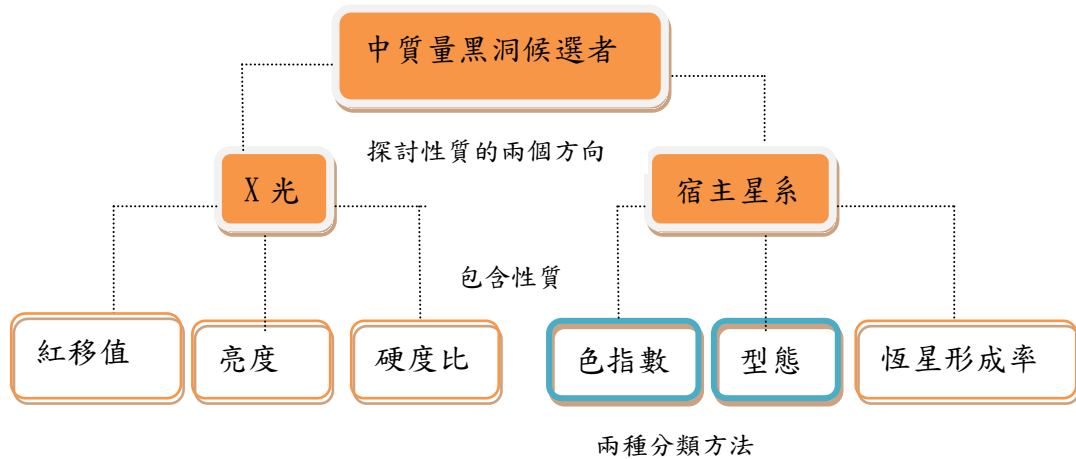 中質量黑洞候選者
探討性質的兩個方向
X 光
宿主星系
包含性質
紅移值
亮度
硬度比
色指數
型態
恆星形成率
兩種分類方法